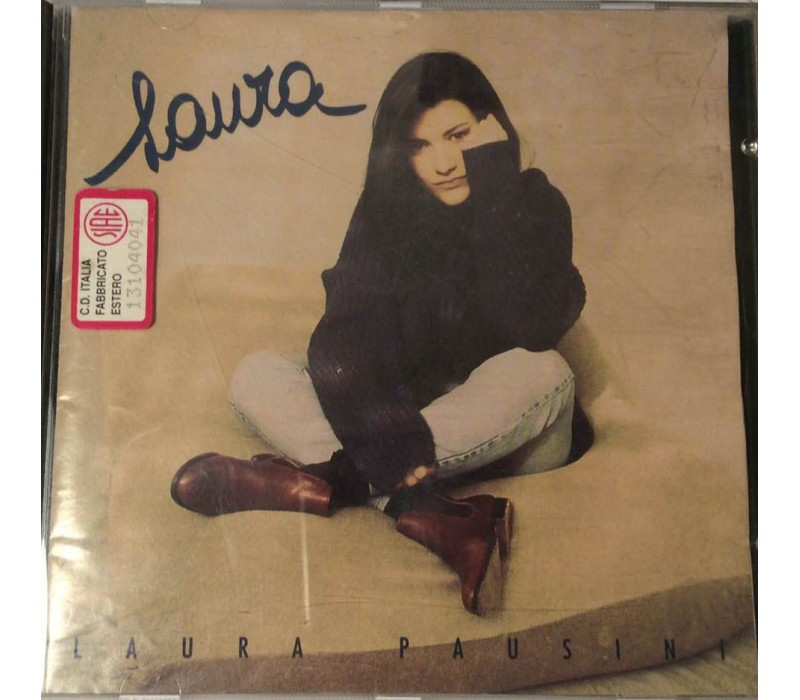 Laura
SIAE
C.D. ITALIA
FABBRICATO
ESTERO
13104041
LAURA PAUSINI